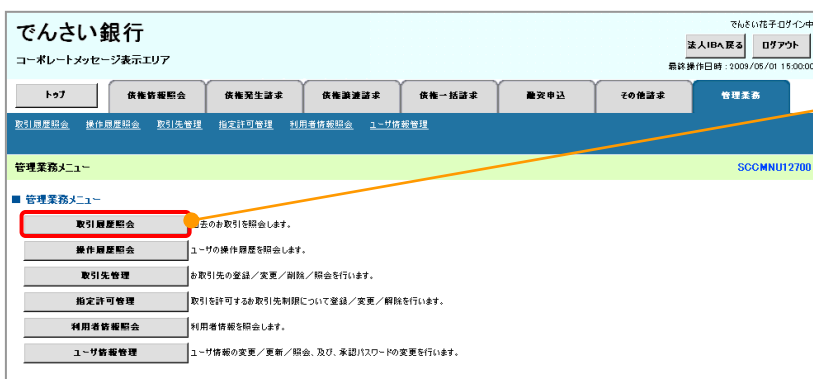 でんさい銀行
コーポレートメッセージ表示エリア
でんさい花子ログイン中
法人IBへ戻る ログアウト
最終操作日時：2009/05/01 15:00:00
トップ 債権情報照会 債権発生請求 債権譲渡請求 債権一括請求 融資申込 その他請求 管理業務
取引履歴照会 操作履歴照会 取引先管理 指定許可管理 利用者情報照会 ユーザ情報管理
管理業務メニュー SCCMNU12700
■ 管理業務メニュー
取引履歴照会 去のお取引を照会します。
操作履歴照会 ユーザの操作履歴を照会します。
取引先管理 お取引先の登録／変更／削除／照会を行います。
指定許可管理 取引を許可するお取引先制限について登録／変更／解除を行います。
利用者情報照会 利用者情報を照会します。
ユーザ情報管理 ユーザ情報の変更／更新／照会、及び、承認パスワードの変更を行います。